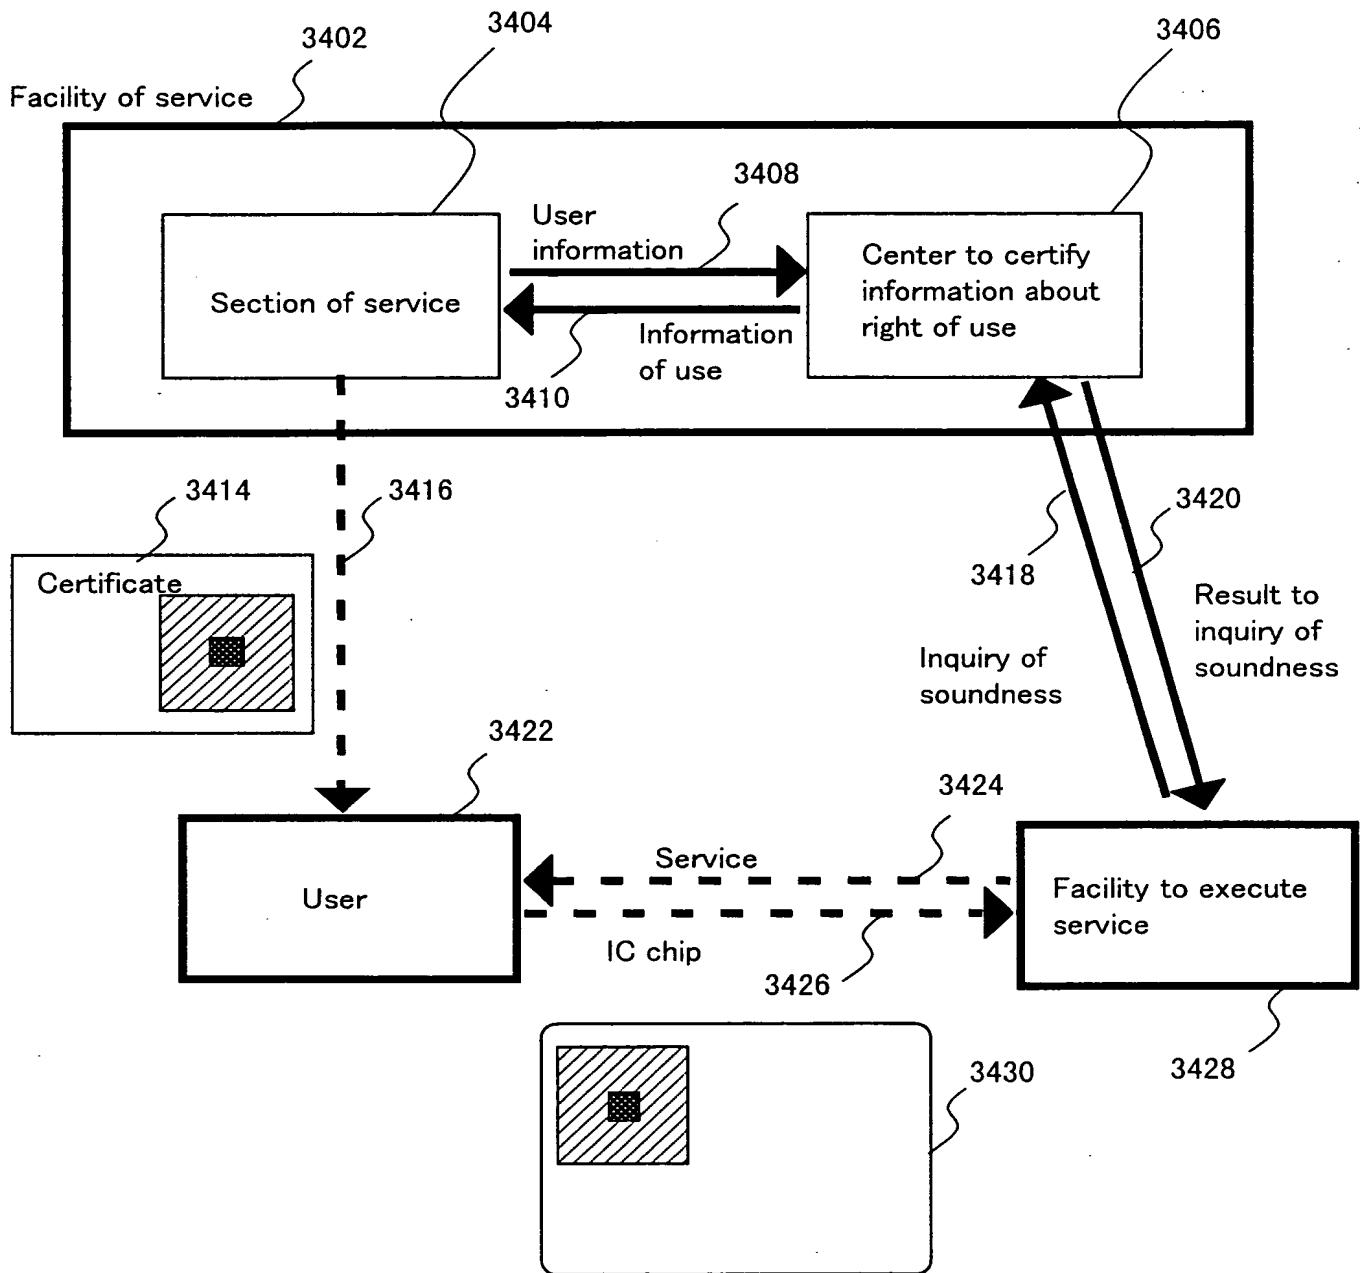 3402
3404
3406
Facility of service
3408
User
information
Section of service
Center to certify
information about
right of use
Information
of use
3410
3414
3416
3420
3418
Certificate
Result to
inquiry of
soundness
Inquiry of
soundness
3422
3424
Service
User
Facility to execute
service
IC chip
3426
3430
3428